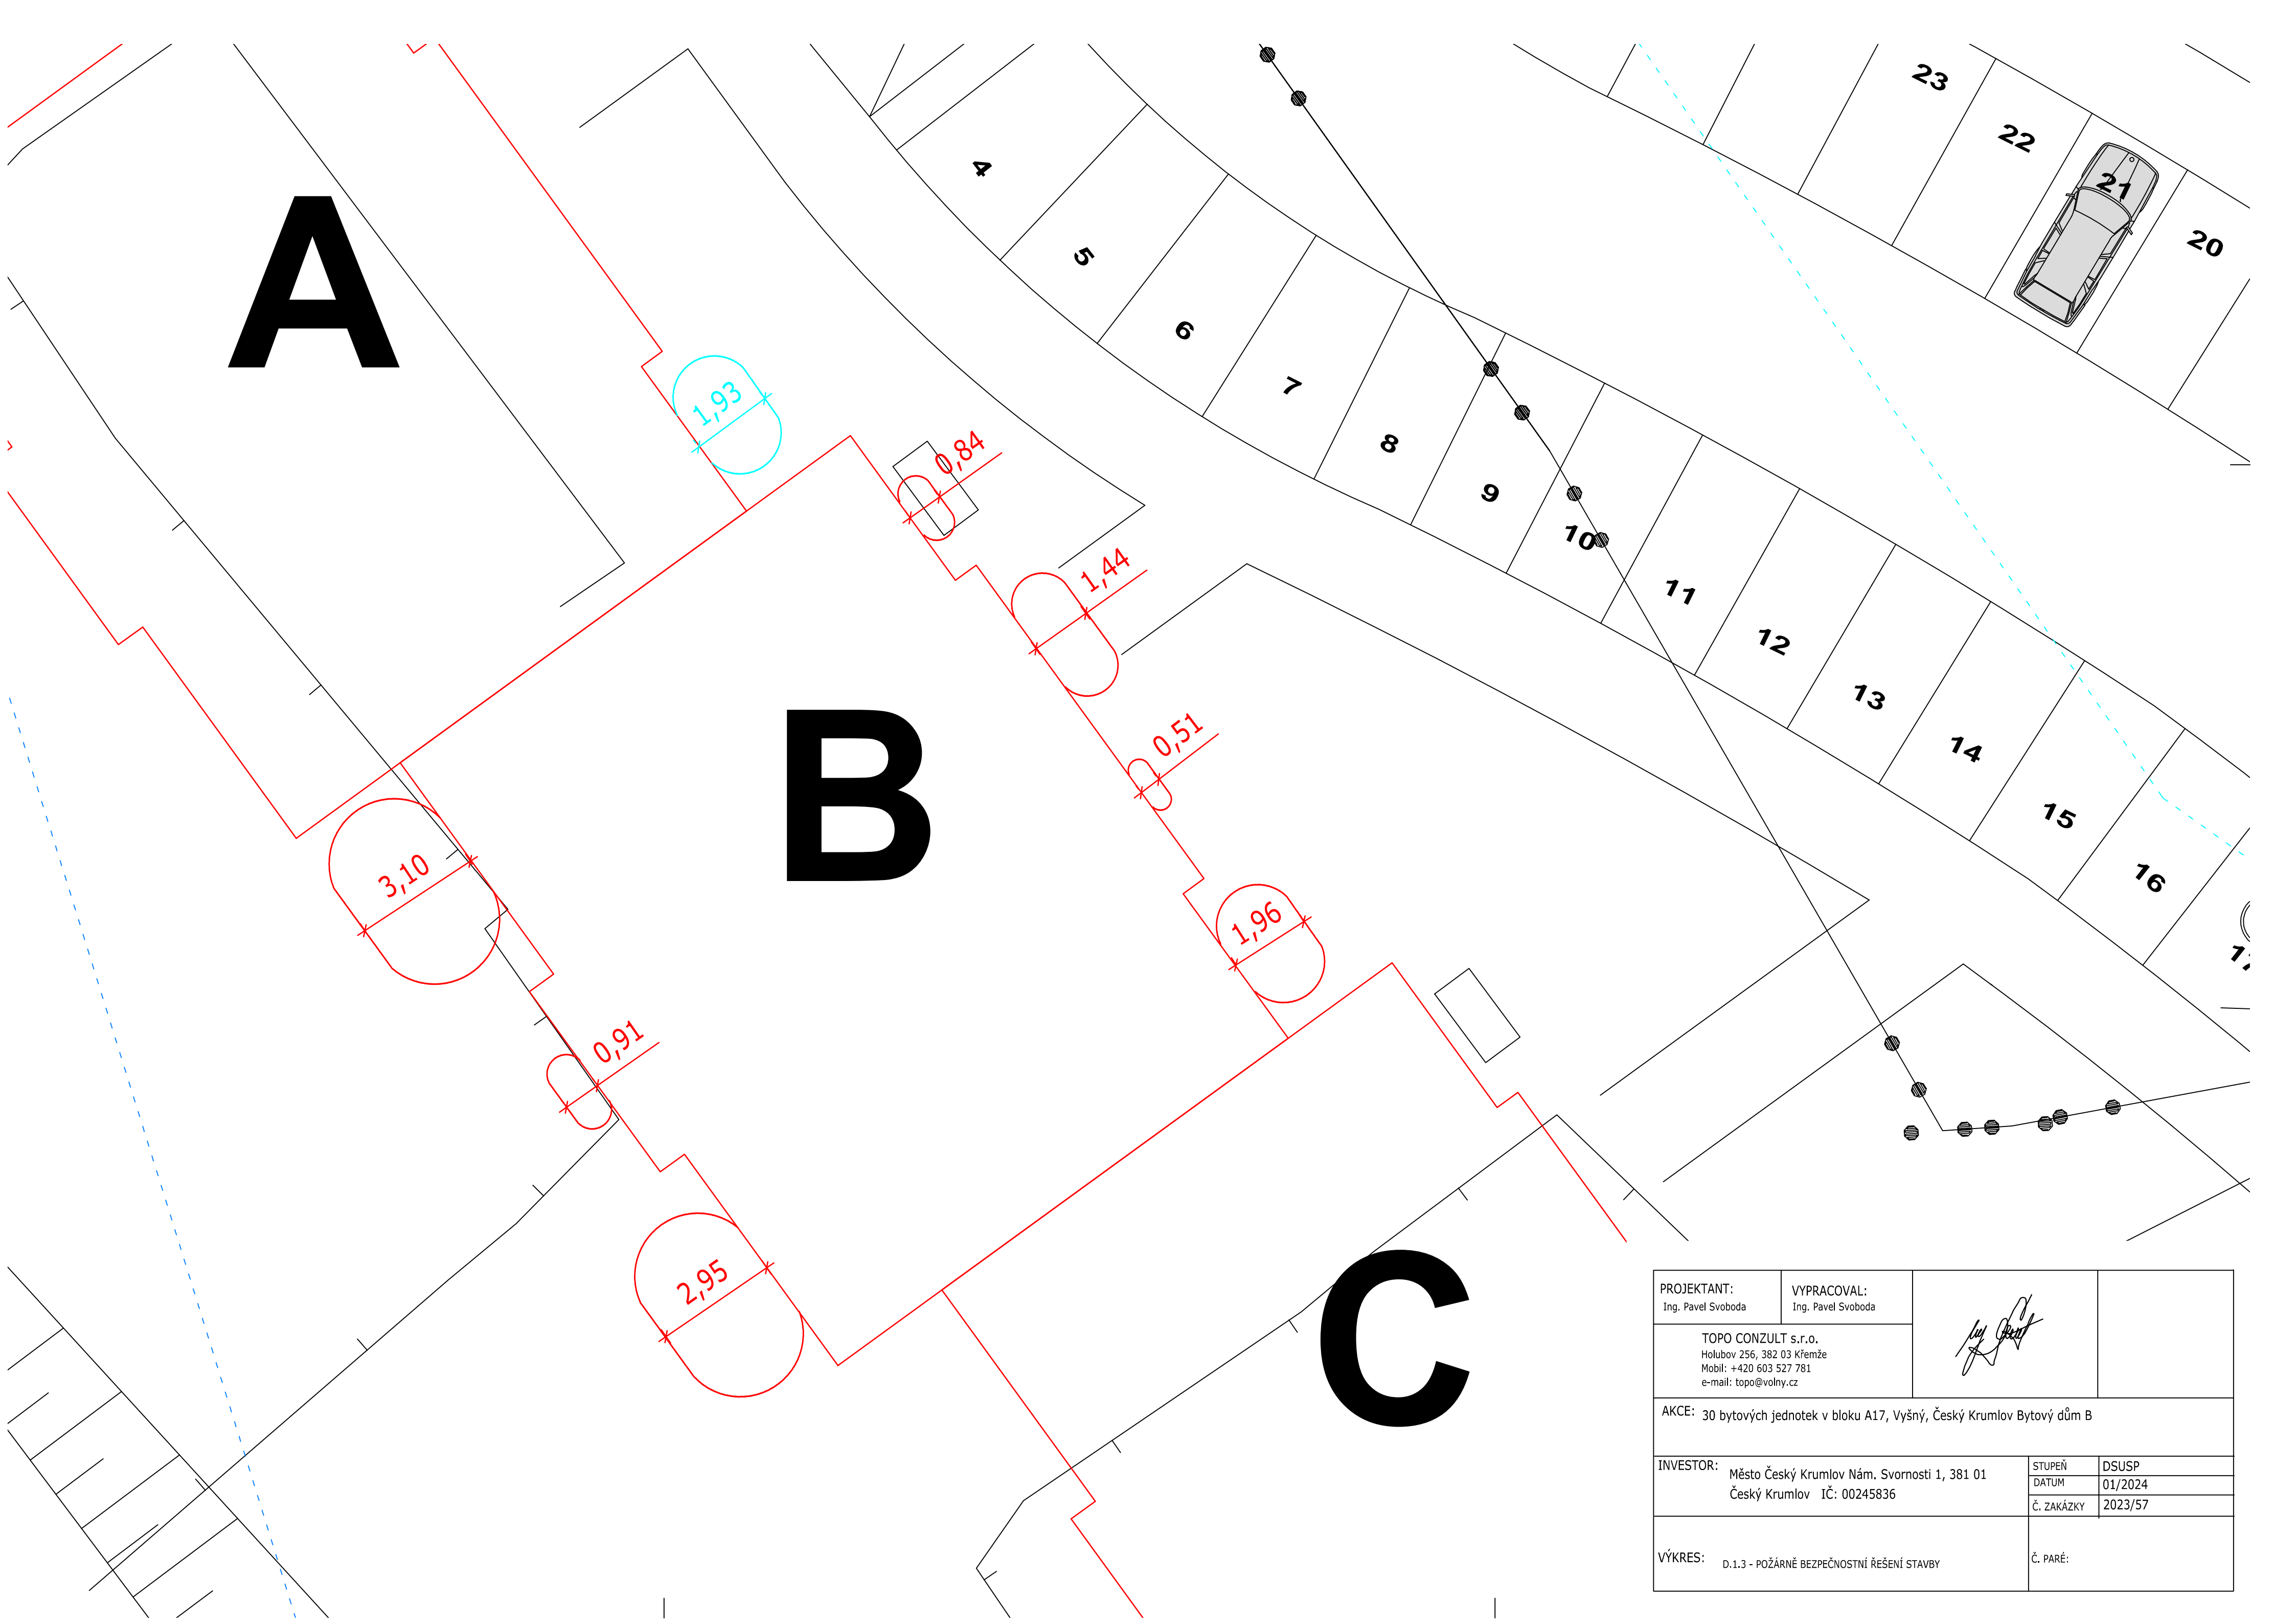 A
B
C
1,93
0,84
1,44
0,51
1,96
3,10
0,91
2,95
4
5
6
7
8
9
10
11
12
13
14
15
16
17
23
22
21
20
PROJEKTANT:
Ing. Pavel Svoboda
VYPRACOVAL:
Ing. Pavel Svoboda
TOPO CONZULT s.r.o.
Holubov 256, 382 03 Křemže
Mobil: +420 603 527 781
e-mail: topo@volny.cz
AKCE: 30 bytových jednotek v bloku A17, Vyšný, Český Krumlov Bytový dům B
INVESTOR: Město Český Krumlov Nám. Svornosti 1, 381 01
Český Krumlov IČ: 00245836
STUPEŇ DSUSP
DATUM 01/2024
Č. ZAKÁZKY 2023/57
VÝKRES: D.1.3 - POŽÁRNĚ BEZPEČNOSTNÍ ŘEŠENÍ STAVBY
Č. PARÉ: